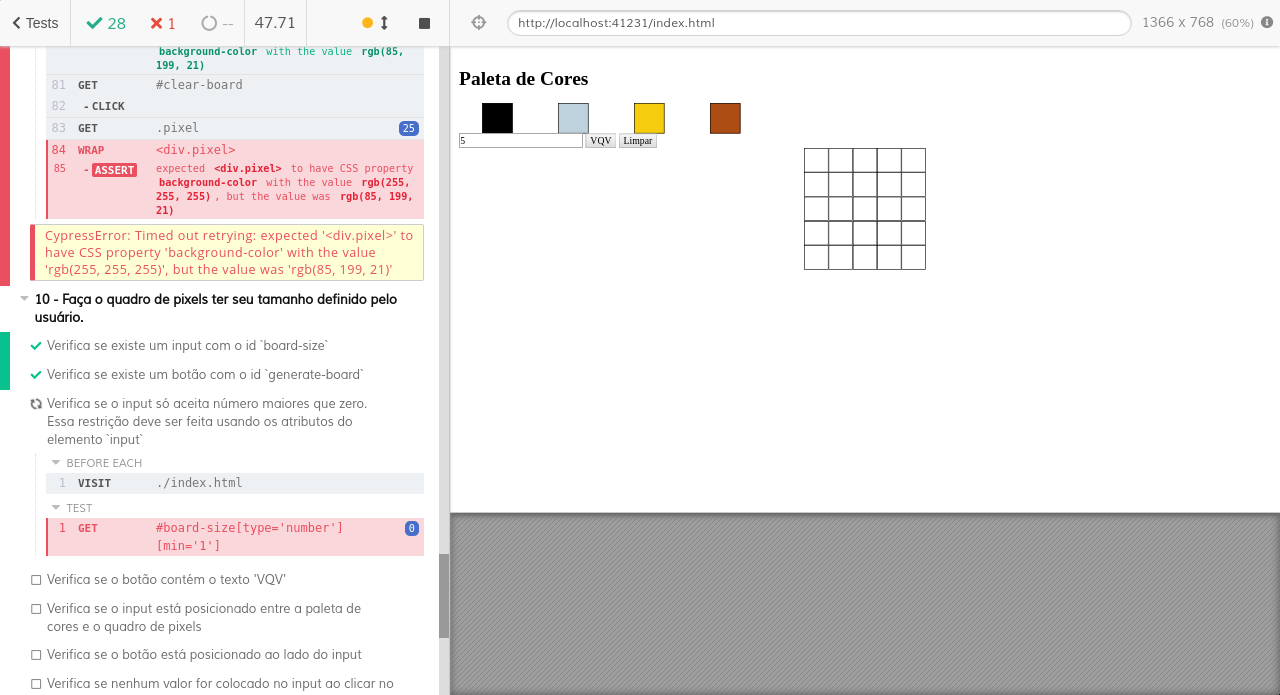 Tests
28
1
--
47.71
http://localhost:41231/index.html
1366 x 768 (60%)
background-color with the value rgb(85,
199, 21)
81 GET #clear-board
82 - CLICK
83 GET .pixel 25
84 WRAP <div.pixel>
85 - ASSERT expected <div.pixel> to have CSS property
background-color with the value rgb(255,
255, 255) , but the value was rgb(85, 199,
21)
CypressError: Timed out retrying: expected '<div.pixel>' to
have CSS property 'background-color' with the value
'rgb(255, 255, 255)', but the value was 'rgb(85, 199, 21)'
10 - Faça o quadro de pixels ter seu tamanho definido pelo
usuário.
Verifica se existe um input com o id `board-size`
Verifica se existe um botão com o id `generate-board`
Verifica se o input só aceita número maiores que zero.
Essa restrição deve ser feita usando os atributos do
elemento `input`
BEFORE EACH
1 VISIT ./index.html
TEST
1 GET #board-size[type='number'] 0
[min='1']
Verifica se o botão contém o texto 'VQV'
Verifica se o input está posicionado entre a paleta de
cores e o quadro de pixels
Verifica se o botão está posicionado ao lado do input
Verifica se nenhum valor for colocado no input ao clicar no
Paleta de Cores
5
VQV
Limpar